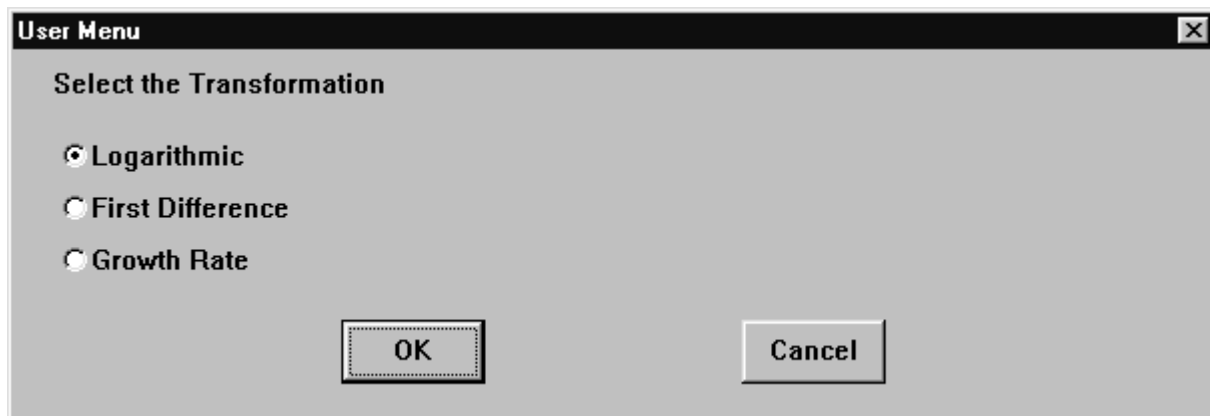 User Menu
Select the Transformation
Logarithmic
First Difference
Growth Rate
OK Cancel